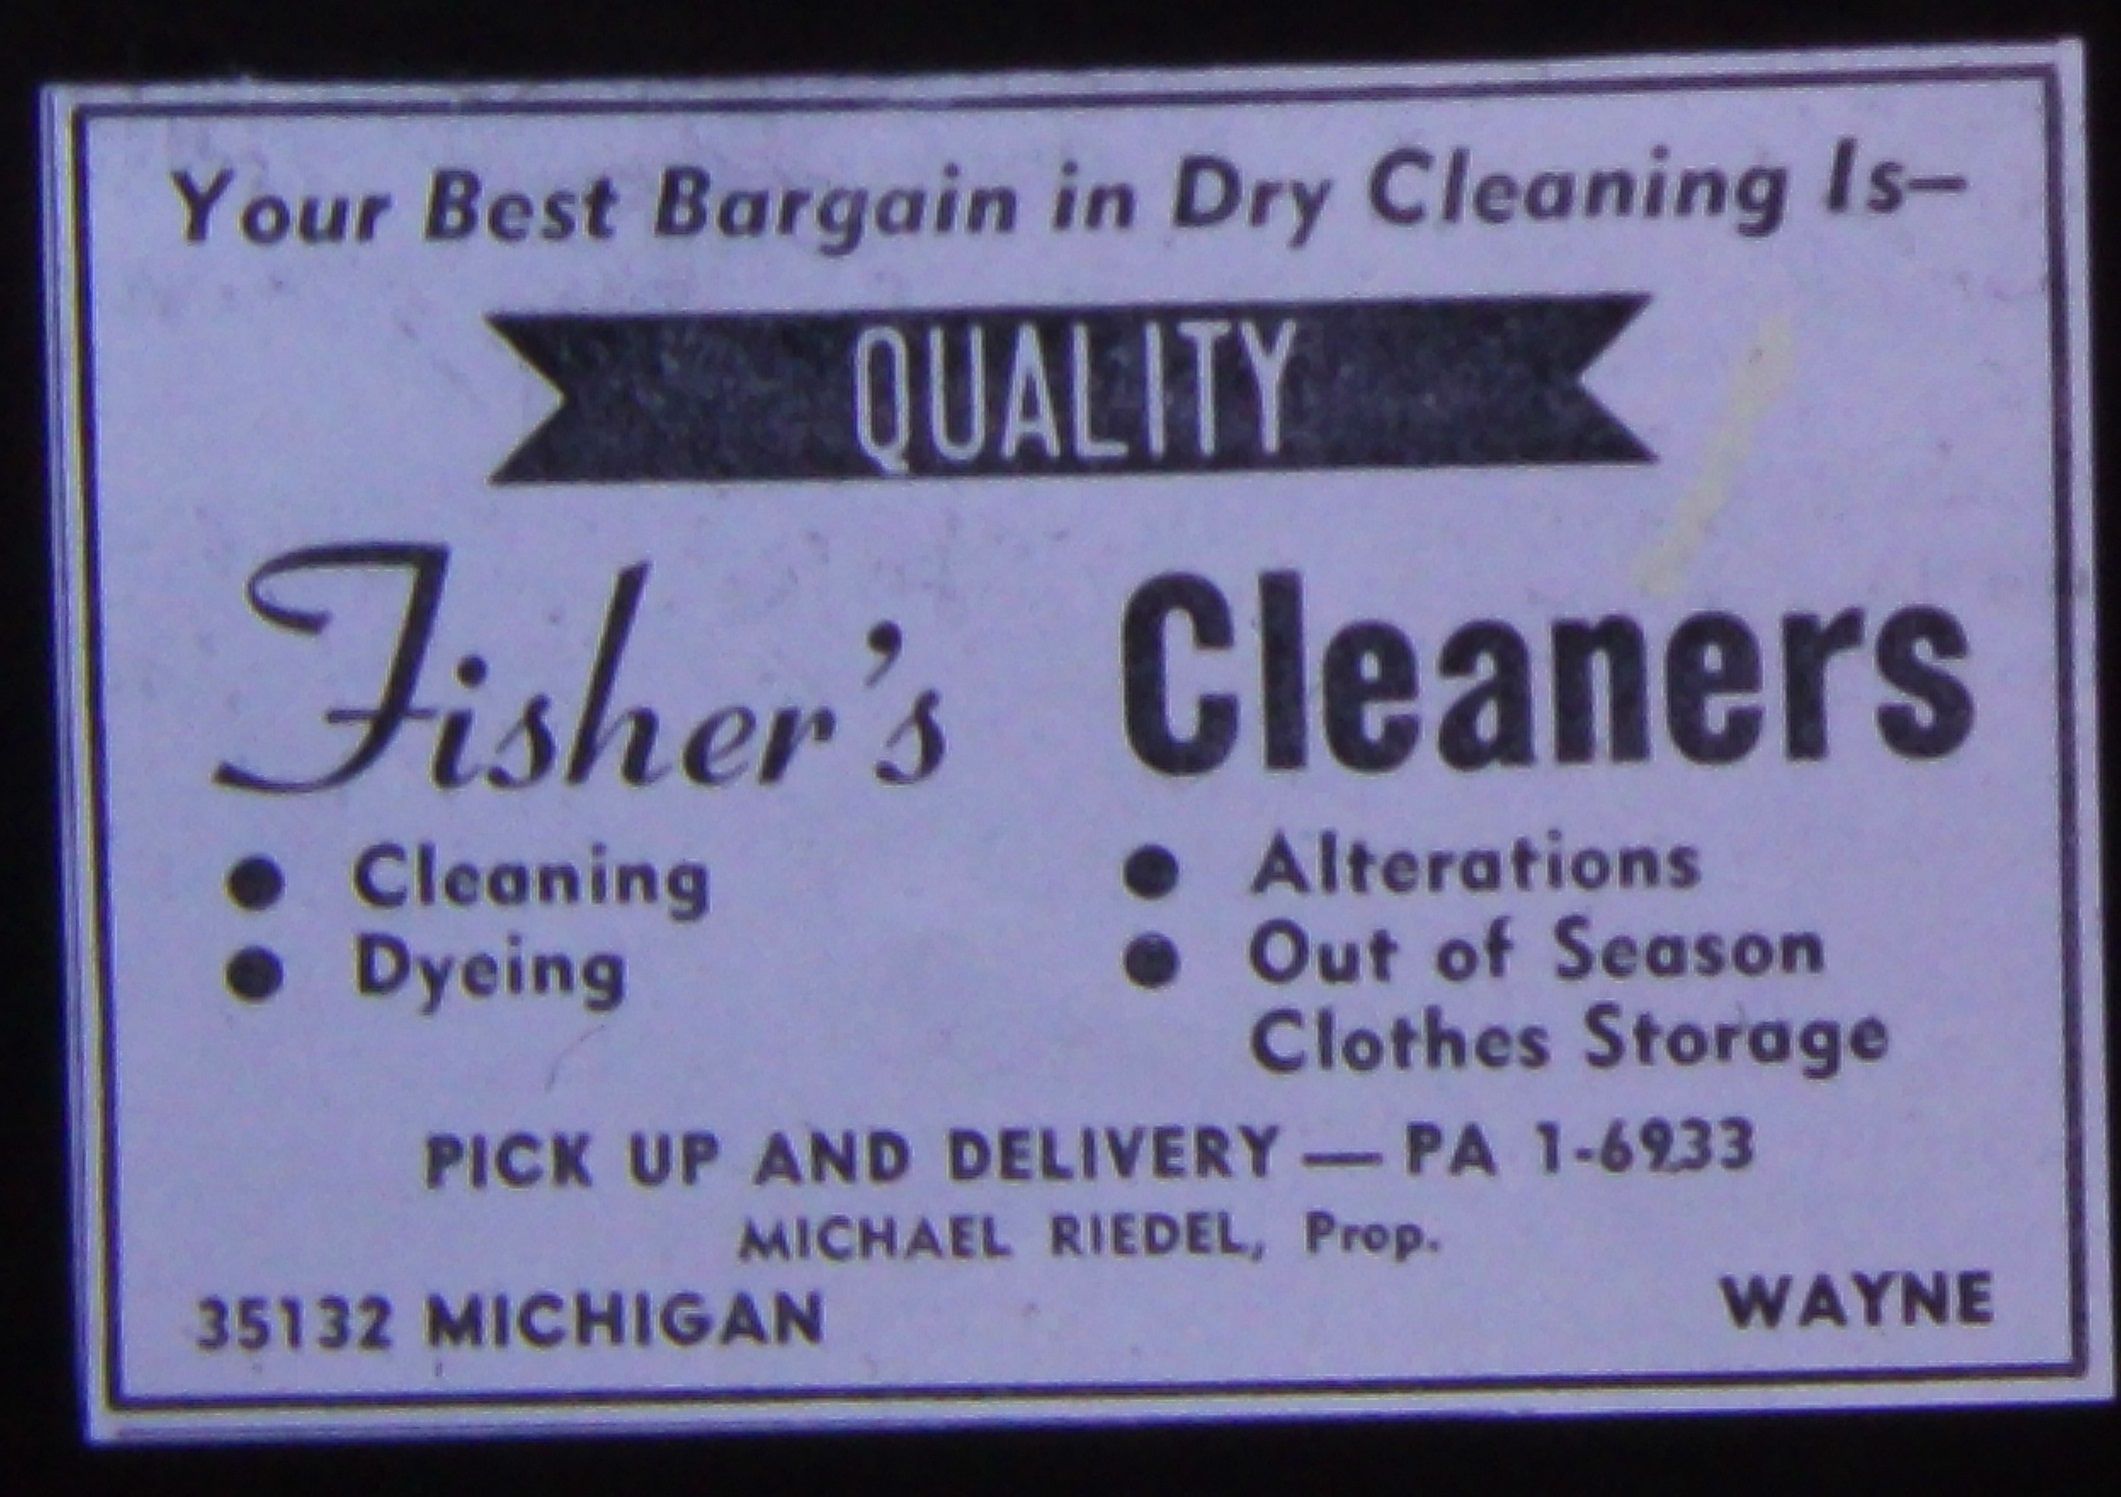 Your Best Bargain in Dry Cleaning Is—
QUALITY
Fisher's Cleaners
● Cleaning
● Dyeing
● Alterations
● Out of Season
Clothes Storage
PICK UP AND DELIVERY — PA 1-6933
MICHAEL RIEDEL, Prop.
35132 MICHIGAN WAYNE